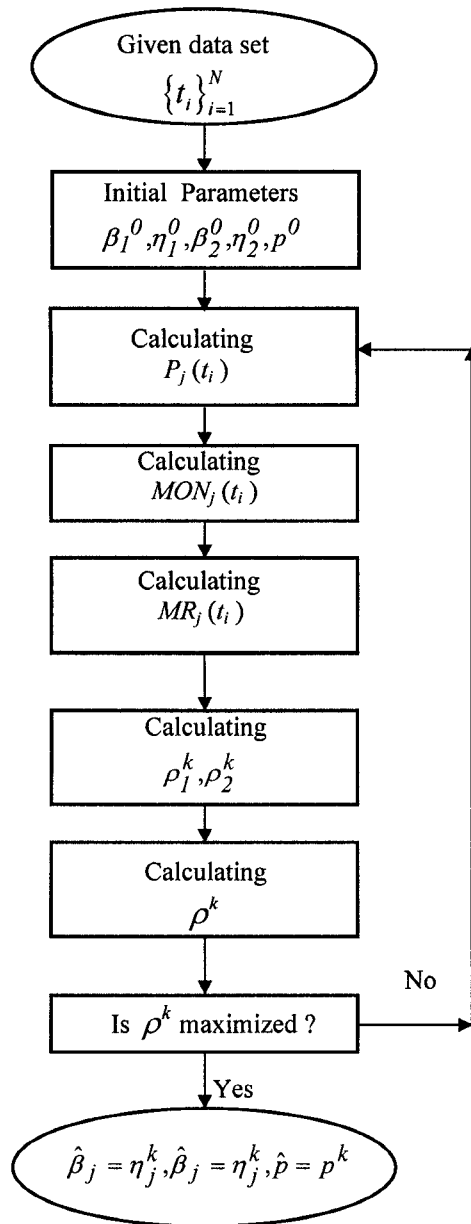 Given data set
{t_i}_{i=1}^N
Initial Parameters
β_1^0,η_1^0,β_2^0,η_2^0,p^0
Calculating
P_j(t_i)
Calculating
MON_j(t_i)
Calculating
MR_j(t_i)
Calculating
ρ_1^k,ρ_2^k
Calculating
ρ^k
No
Is ρ^k maximized ?
Yes
β̂_j = η_j^k, β̂_j = η_j^k, p̂ = p^k